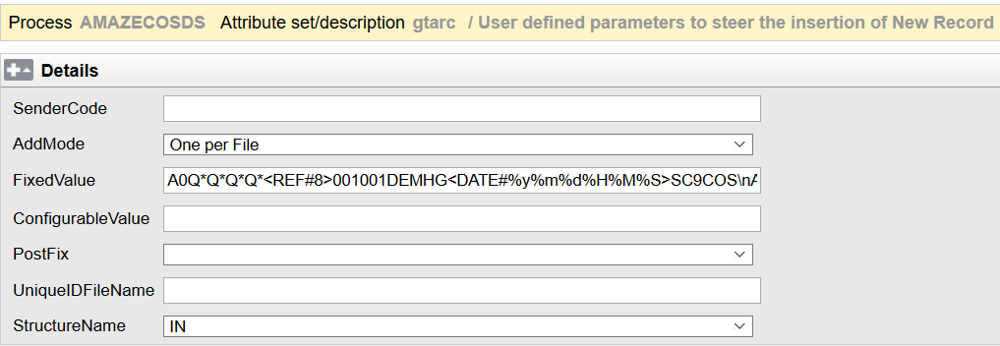 Process AMAZECOSDS Attribute set/description gtarc / User defined parameters to steer the insertion of New Record
Details
SenderCode
AddMode One per File
FixedValue A0Q*Q*Q*Q*<REF#8>001001DEMHG<DATE#%y%m%d%H%M%S>SC9COS\nA
ConfigurableValue
PostFix
UniqueIDFileName
StructureName IN